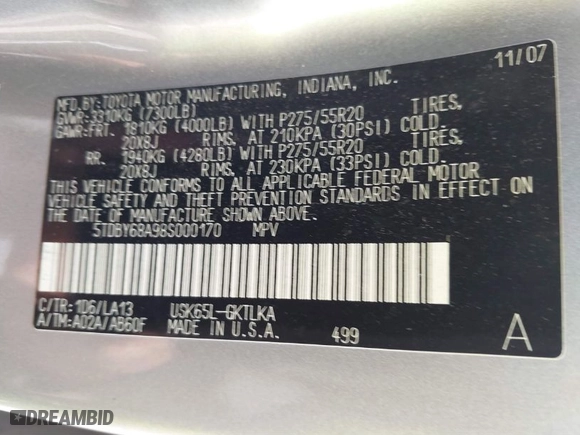 11/07
MFD.BY:TOYOTA MOTOR MANUFACTURING, INDIANA, INC.
GVWR:3310KG (7300LB)
GAWR:FRT. 1810KG (4000LB) WITH P275/55R20 TIRES,
20X8J RIMS, AT 210KPA (30PSI) COLD.
RR. 1940KG (4280LB) WITH P275/55R20 TIRES,
20X8J RIMS, AT 230KPA (33PSI) COLD.
THIS VEHICLE CONFORMS TO ALL APPLICABLE FEDERAL MOTOR
VEHICLE SAFETY AND THEFT PREVENTION STANDARDS IN EFFECT
ON THE DATE OF MANUFACTURE SHOWN ABOVE.
5TDBY68A98S000170 MPV
C/TR:1D6/LA13 USK65L-GKTLKA
A/TM:A02A/AB60F MADE IN U.S.A. 499 A
©DREAMBID